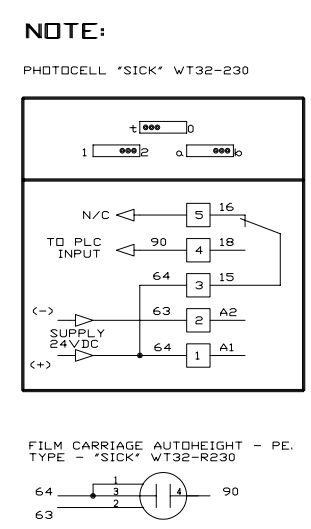 NOTE:
PHOTOCELL "SICK" WT32-230
t 0
1 2 a b
N/C 5 16
TO PLC
INPUT 90 4 18
64 3 15
(-) 63 2 A2
SUPPLY
24VDC
(+) 64 1 A1
FILM CARRIAGE AUTOHEIGHT - PE.
TYPE - "SICK" WT32-R230
1
64 3 4 90
2
63